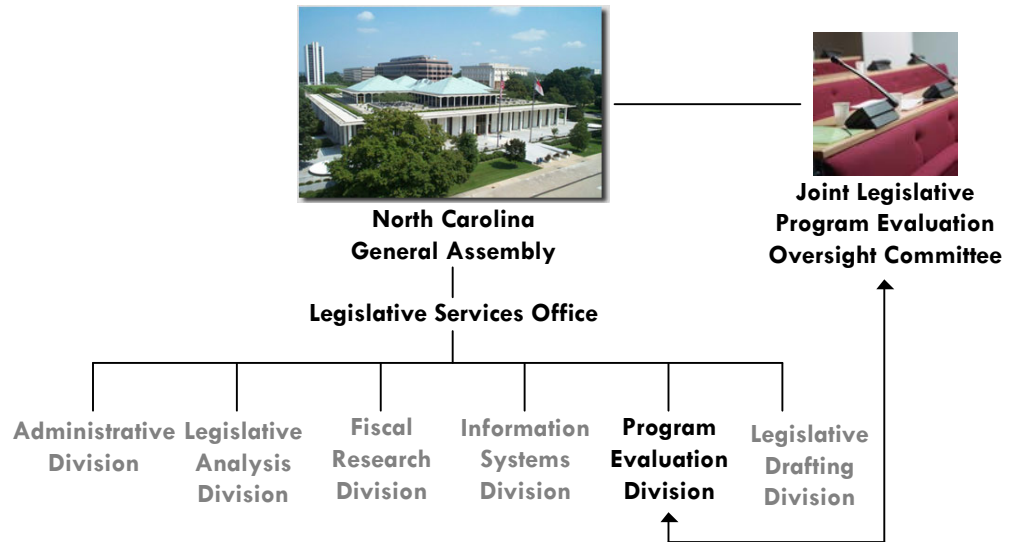 North Carolina
General Assembly
Joint Legislative
Program Evaluation
Oversight Committee
Legislative Services Office
Administrative
Division
Legislative
Analysis
Division
Fiscal
Research
Division
Information
Systems
Division
Program
Evaluation
Division
Legislative
Drafting
Division